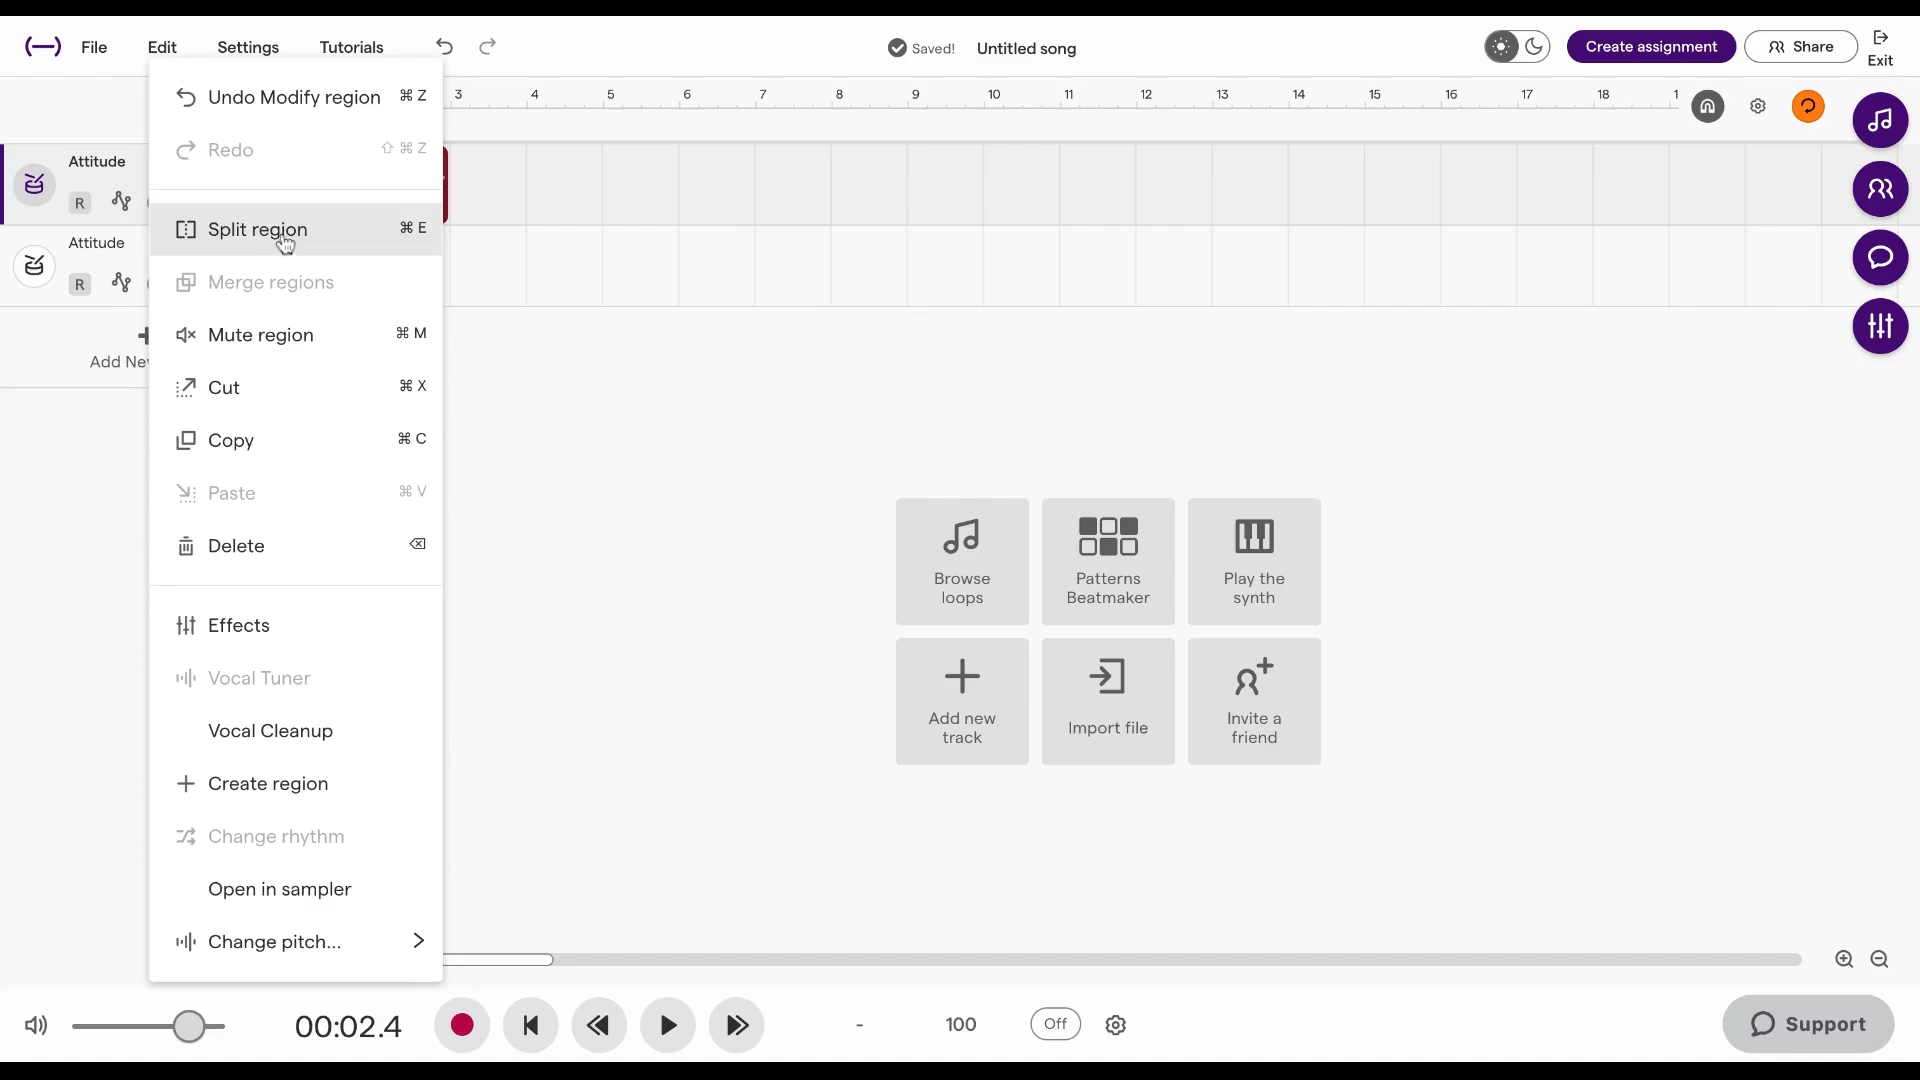 File Edit Settings Tutorials
Saved! Untitled song
Create assignment
Share
Exit
Undo Modify region ⌘ Z
Redo ⇧ ⌘ Z
Split region ⌘ E
Merge regions
Mute region ⌘ M
Cut ⌘ X
Copy ⌘ C
Paste ⌘ V
Delete
Effects
Vocal Tuner
Vocal Cleanup
Create region
Change rhythm
Open in sampler
Change pitch...
3 4 5 6 7 8 9 10 11 12 13 14 15 16 17 18 1
Attitude
R
Attitude
R
Add Ne
Browse
loops
Patterns
Beatmaker
Play the
synth
Add new
track
Import file
Invite a
friend
00:02.4
- 100 Off
Support